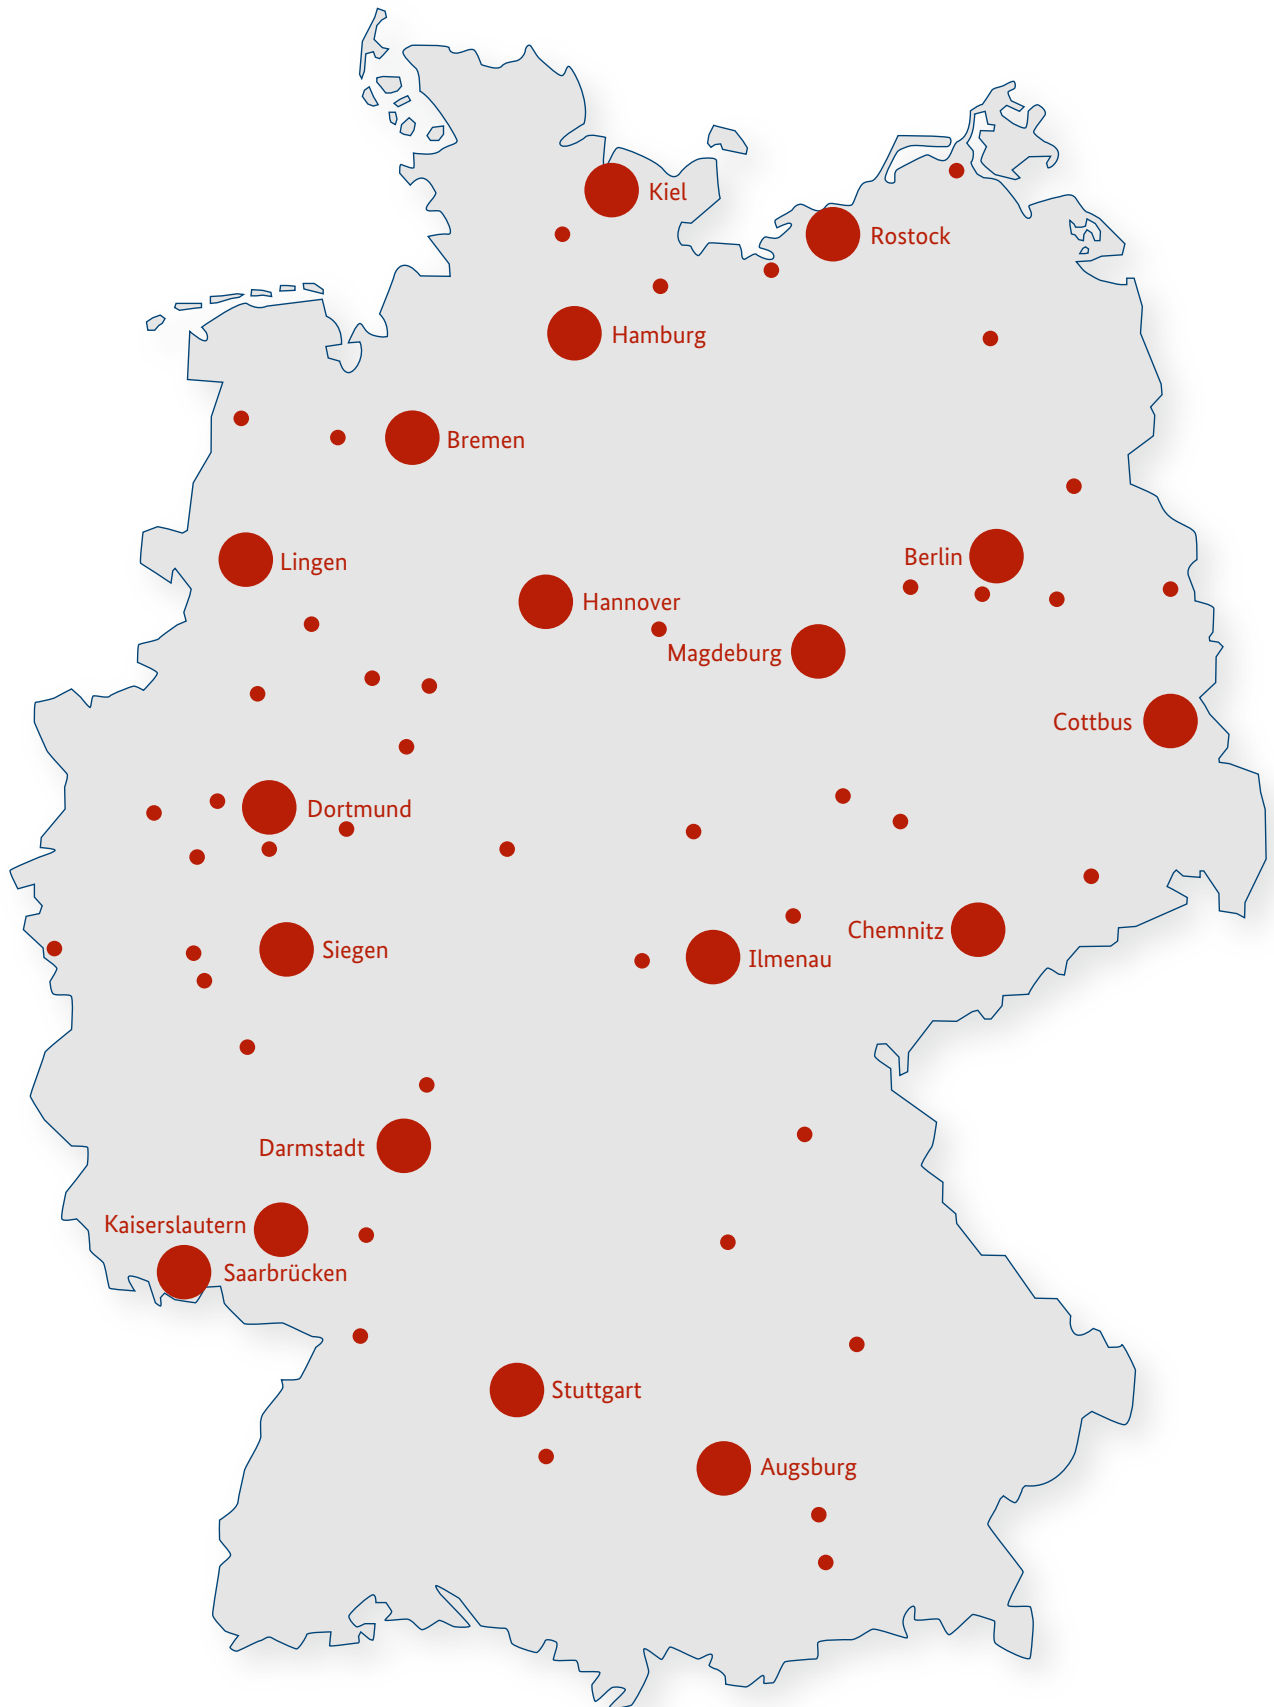 Kiel
Rostock
Hamburg
Bremen
Berlin
Lingen
Hannover
Magdeburg
Cottbus
Dortmund
Chemnitz
Siegen
Ilmenau
Darmstadt
Kaiserslautern
Saarbrücken
Stuttgart
Augsburg